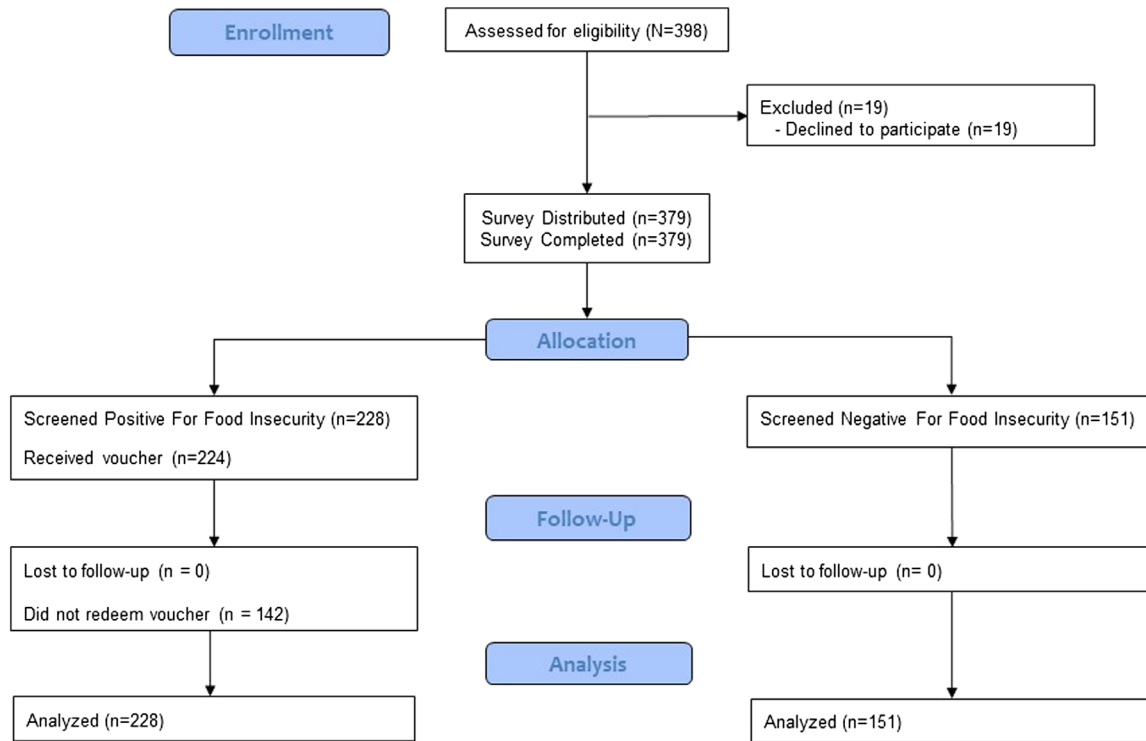 Enrollment
Assessed for eligibility (N=398)
Excluded (n=19)
- Declined to participate (n=19)
Survey Distributed (n=379)
Survey Completed (n=379)
Allocation
Screened Positive For Food Insecurity (n=228)
Received voucher (n=224)
Screened Negative For Food Insecurity (n=151)
Follow-Up
Lost to follow-up (n = 0)
Did not redeem voucher (n = 142)
Lost to follow-up (n= 0)
Analysis
Analyzed (n=228)
Analyzed (n=151)